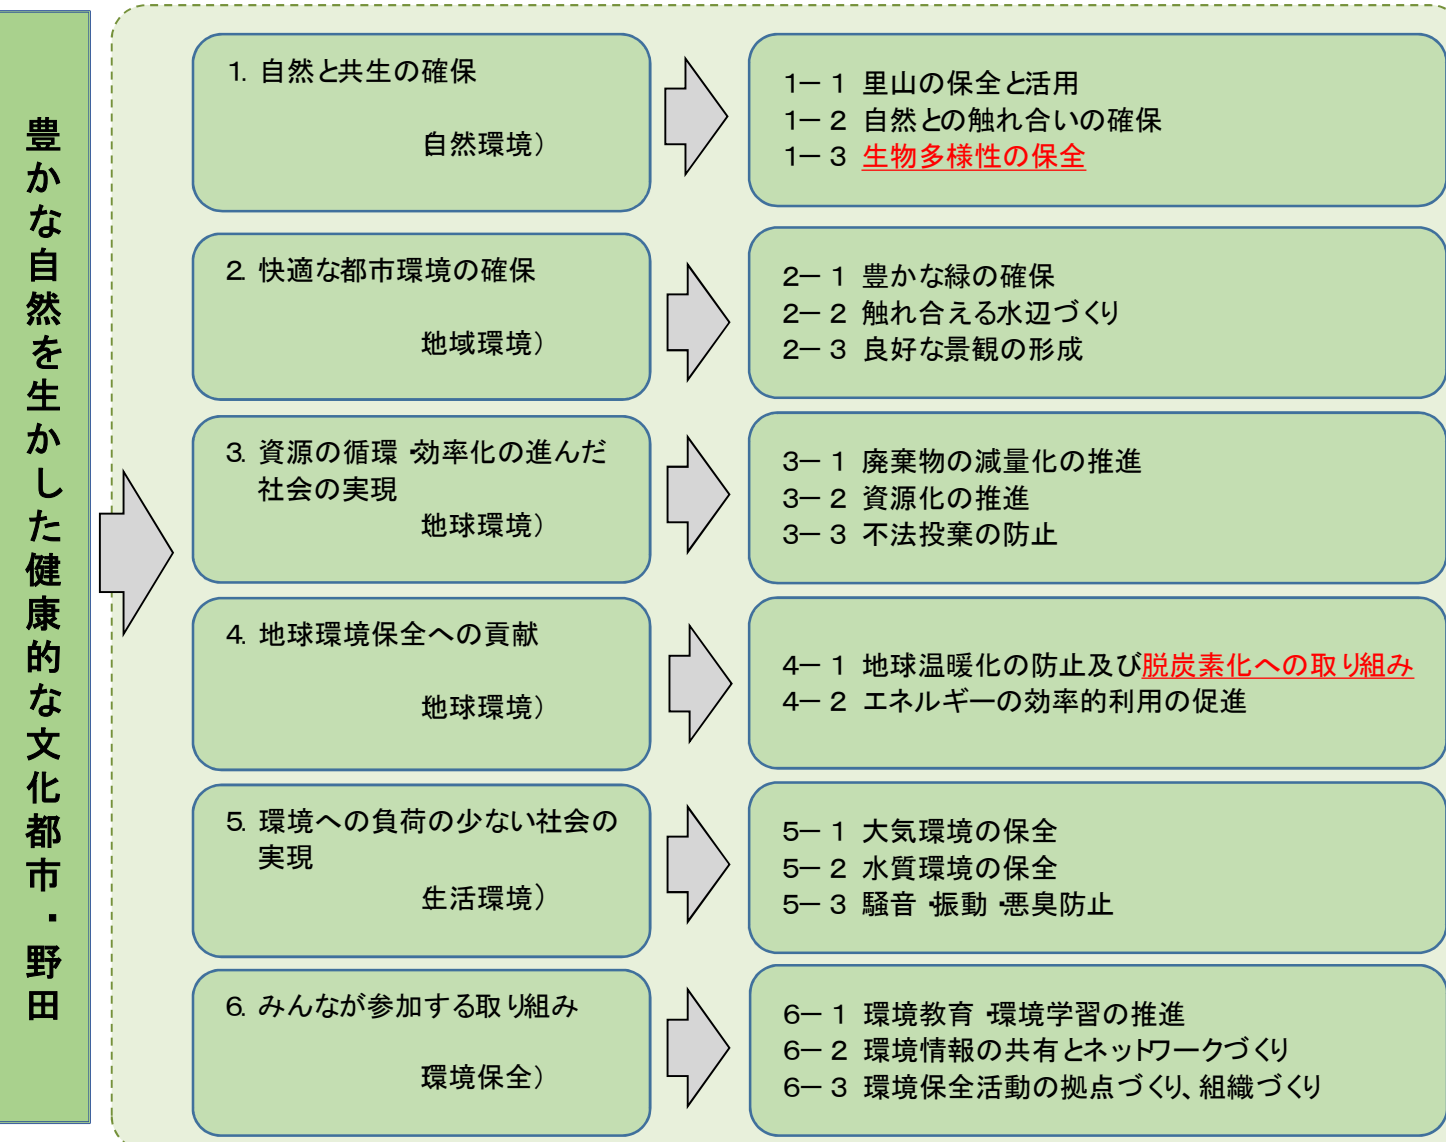 豊かな自然を生かした健康的な文化都市・野田
1. 自然と共生の確保
自然環境）
1－1 里山の保全と活用
1－2 自然との触れ合いの確保
1－3 生物多様性の保全
2. 快適な都市環境の確保
地域環境）
2－1 豊かな緑の確保
2－2 触れ合える水辺づくり
2－3 良好な景観の形成
3. 資源の循環・効率化の進んだ
社会の実現
地球環境）
3－1 廃棄物の減量化の推進
3－2 資源化の推進
3－3 不法投棄の防止
4. 地球環境保全への貢献
地球環境）
4－1 地球温暖化の防止及び脱炭素化への取り組み
4－2 エネルギーの効率的利用の促進
5. 環境への負荷の少ない社会の
実現
生活環境）
5－1 大気環境の保全
5－2 水質環境の保全
5－3 騒音・振動・悪臭防止
6. みんなが参加する取り組み
環境保全）
6－1 環境教育・環境学習の推進
6－2 環境情報の共有とネットワークづくり
6－3 環境保全活動の拠点づくり、組織づくり